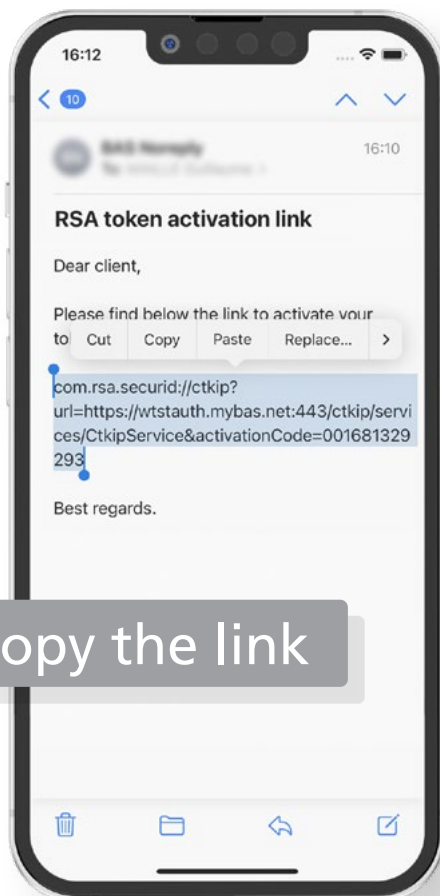 16:12
10
16:10
RSA token activation link
Dear client,
Please find below the link to activate your
to
Cut Copy Paste Replace... >
com.rsa.securid://ctkip?
url=https://wtstauth.mybas.net:443/ctkip/servi
ces/CtkipService&activationCode=001681329
293
Best regards.
opy the link